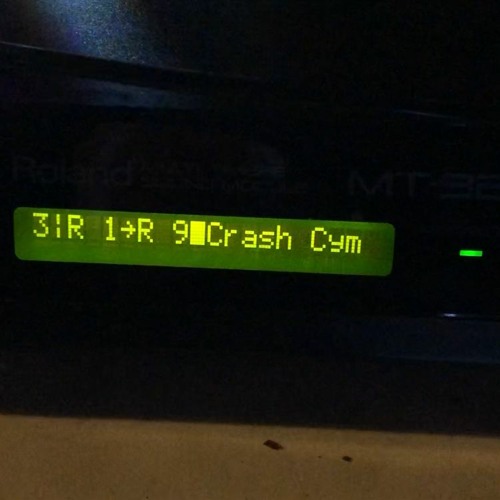 Roland
MT-32
3¦R 1→R 9█Crash Cym